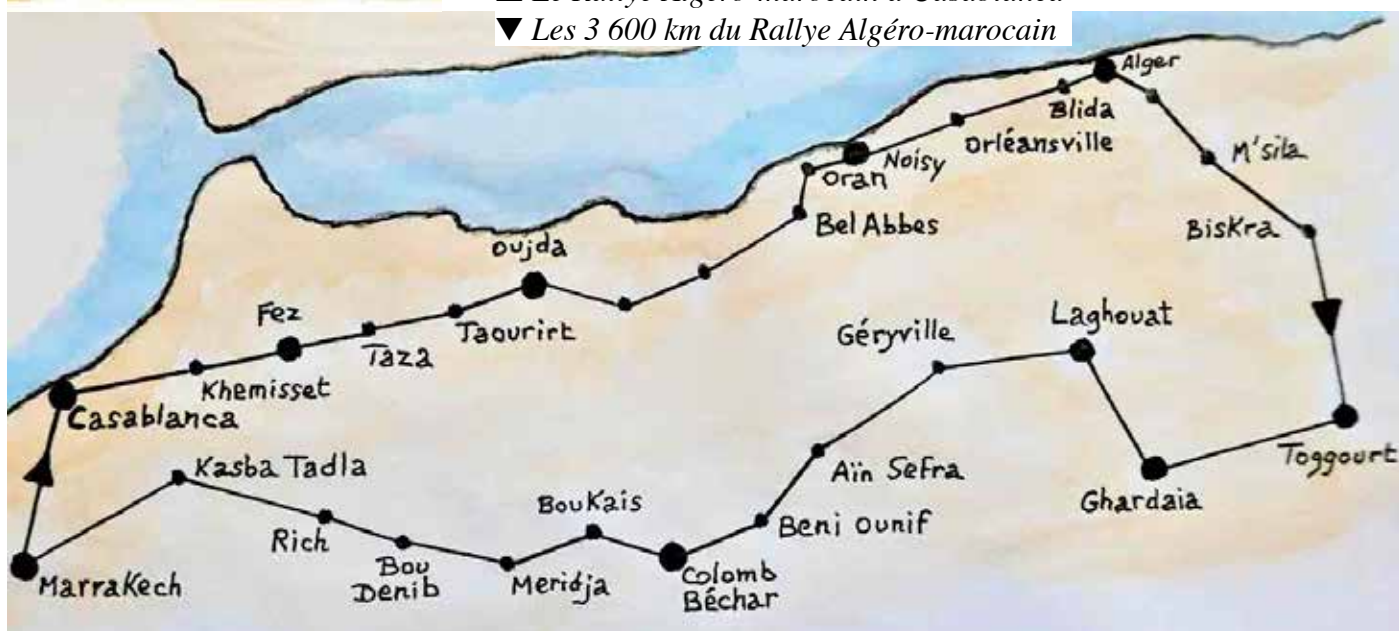 ▼ Les 3 600 km du Rallye Algéro-marocain
Alger
Blida
Orléansville
Noisy
Oran
M'sila
Bel Abbes
Biskra
Oujda
Fez
Taza
Taourirt
Khemisset
Casablanca
Géryville
Laghouat
Toggourt
Kasba Tadla
Aïn Sefra
Ghardaia
Rich
Bou
Denib
Boukais
Beni Ounif
Marrakech
Meridja
Colomb
Béchar